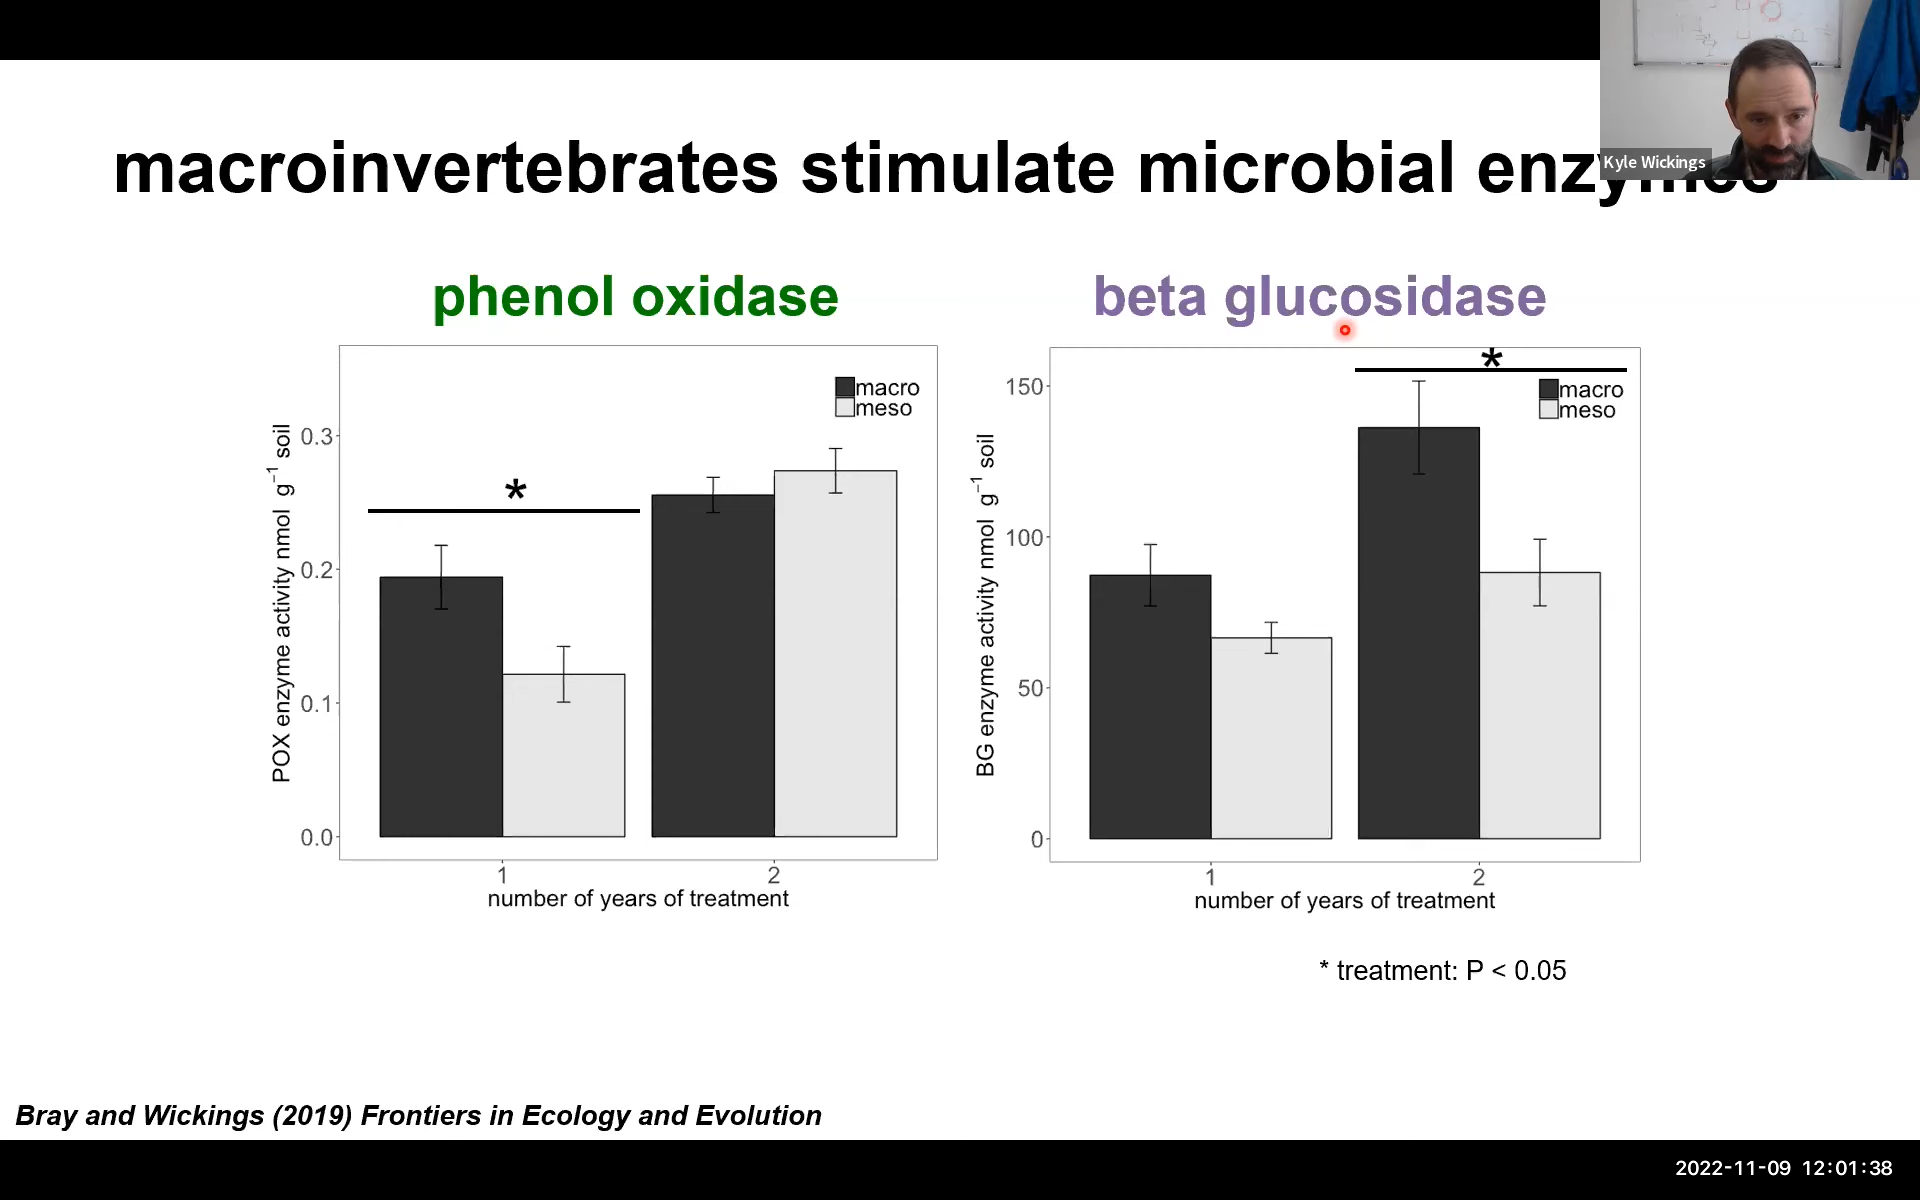 macroinvertebrates stimulate microbial enzymes
Kyle Wickings
phenol oxidase
beta glucosidase
POX enzyme activity nmol g⁻¹ soil
0.3
0.2
0.1
0.0
*
macro
meso
1
2
number of years of treatment
BG enzyme activity nmol g⁻¹ soil
150
100
50
0
*
macro
meso
1
2
number of years of treatment
* treatment: P < 0.05
Bray and Wickings (2019) Frontiers in Ecology and Evolution
2022-11-09 12:01:38